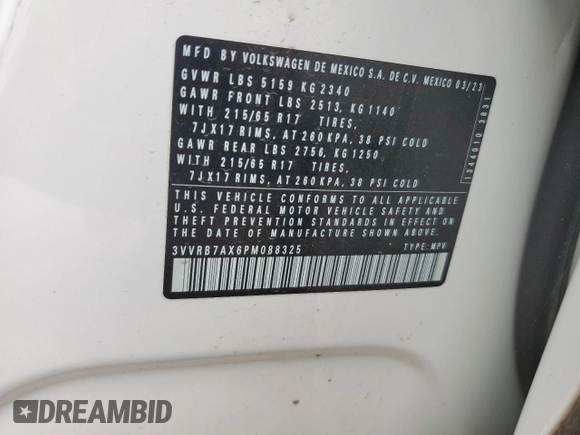 MFD BY VOLKSWAGEN DE MEXICO S.A. DE C.V. MEXICO 03/23
GVWR LBS 5159 KG 2340
GAWR FRONT LBS 2513, KG 1140
WITH 215/65 R17 TIRES,
7JX17 RIMS, AT 260 KPA, 38 PSI COLD
GAWR REAR LBS 2756, KG 1250
WITH 215/65 R17 TIRES,
7JX17 RIMS, AT 260 KPA, 38 PSI COLD
THIS VEHICLE CONFORMS TO ALL APPLICABLE
U.S. FEDERAL MOTOR VEHICLE SAFETY AND
THEFT PREVENTION STANDARDS IN EFFECT ON
THE DATE OF MANUFACTURE SHOWN ABOVE.
3VVRB7AX6PM088325 TYPE: MPV
1344010 3831
DREAMBID